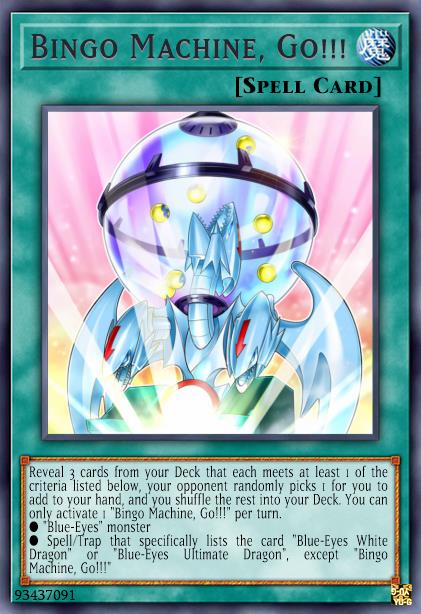 Bingo Machine, Go!!!
[Spell Card]
Reveal 3 cards from your Deck that each meets at least 1 of the
criteria listed below, your opponent randomly picks 1 for you to
add to your hand, and you shuffle the rest into your Deck. You can
only activate 1 "Bingo Machine, Go!!!" per turn.
● "Blue-Eyes" monster
● Spell/Trap that specifically lists the card "Blue-Eyes White
Dragon" or "Blue-Eyes Ultimate Dragon", except "Bingo
Machine, Go!!!"
93437091